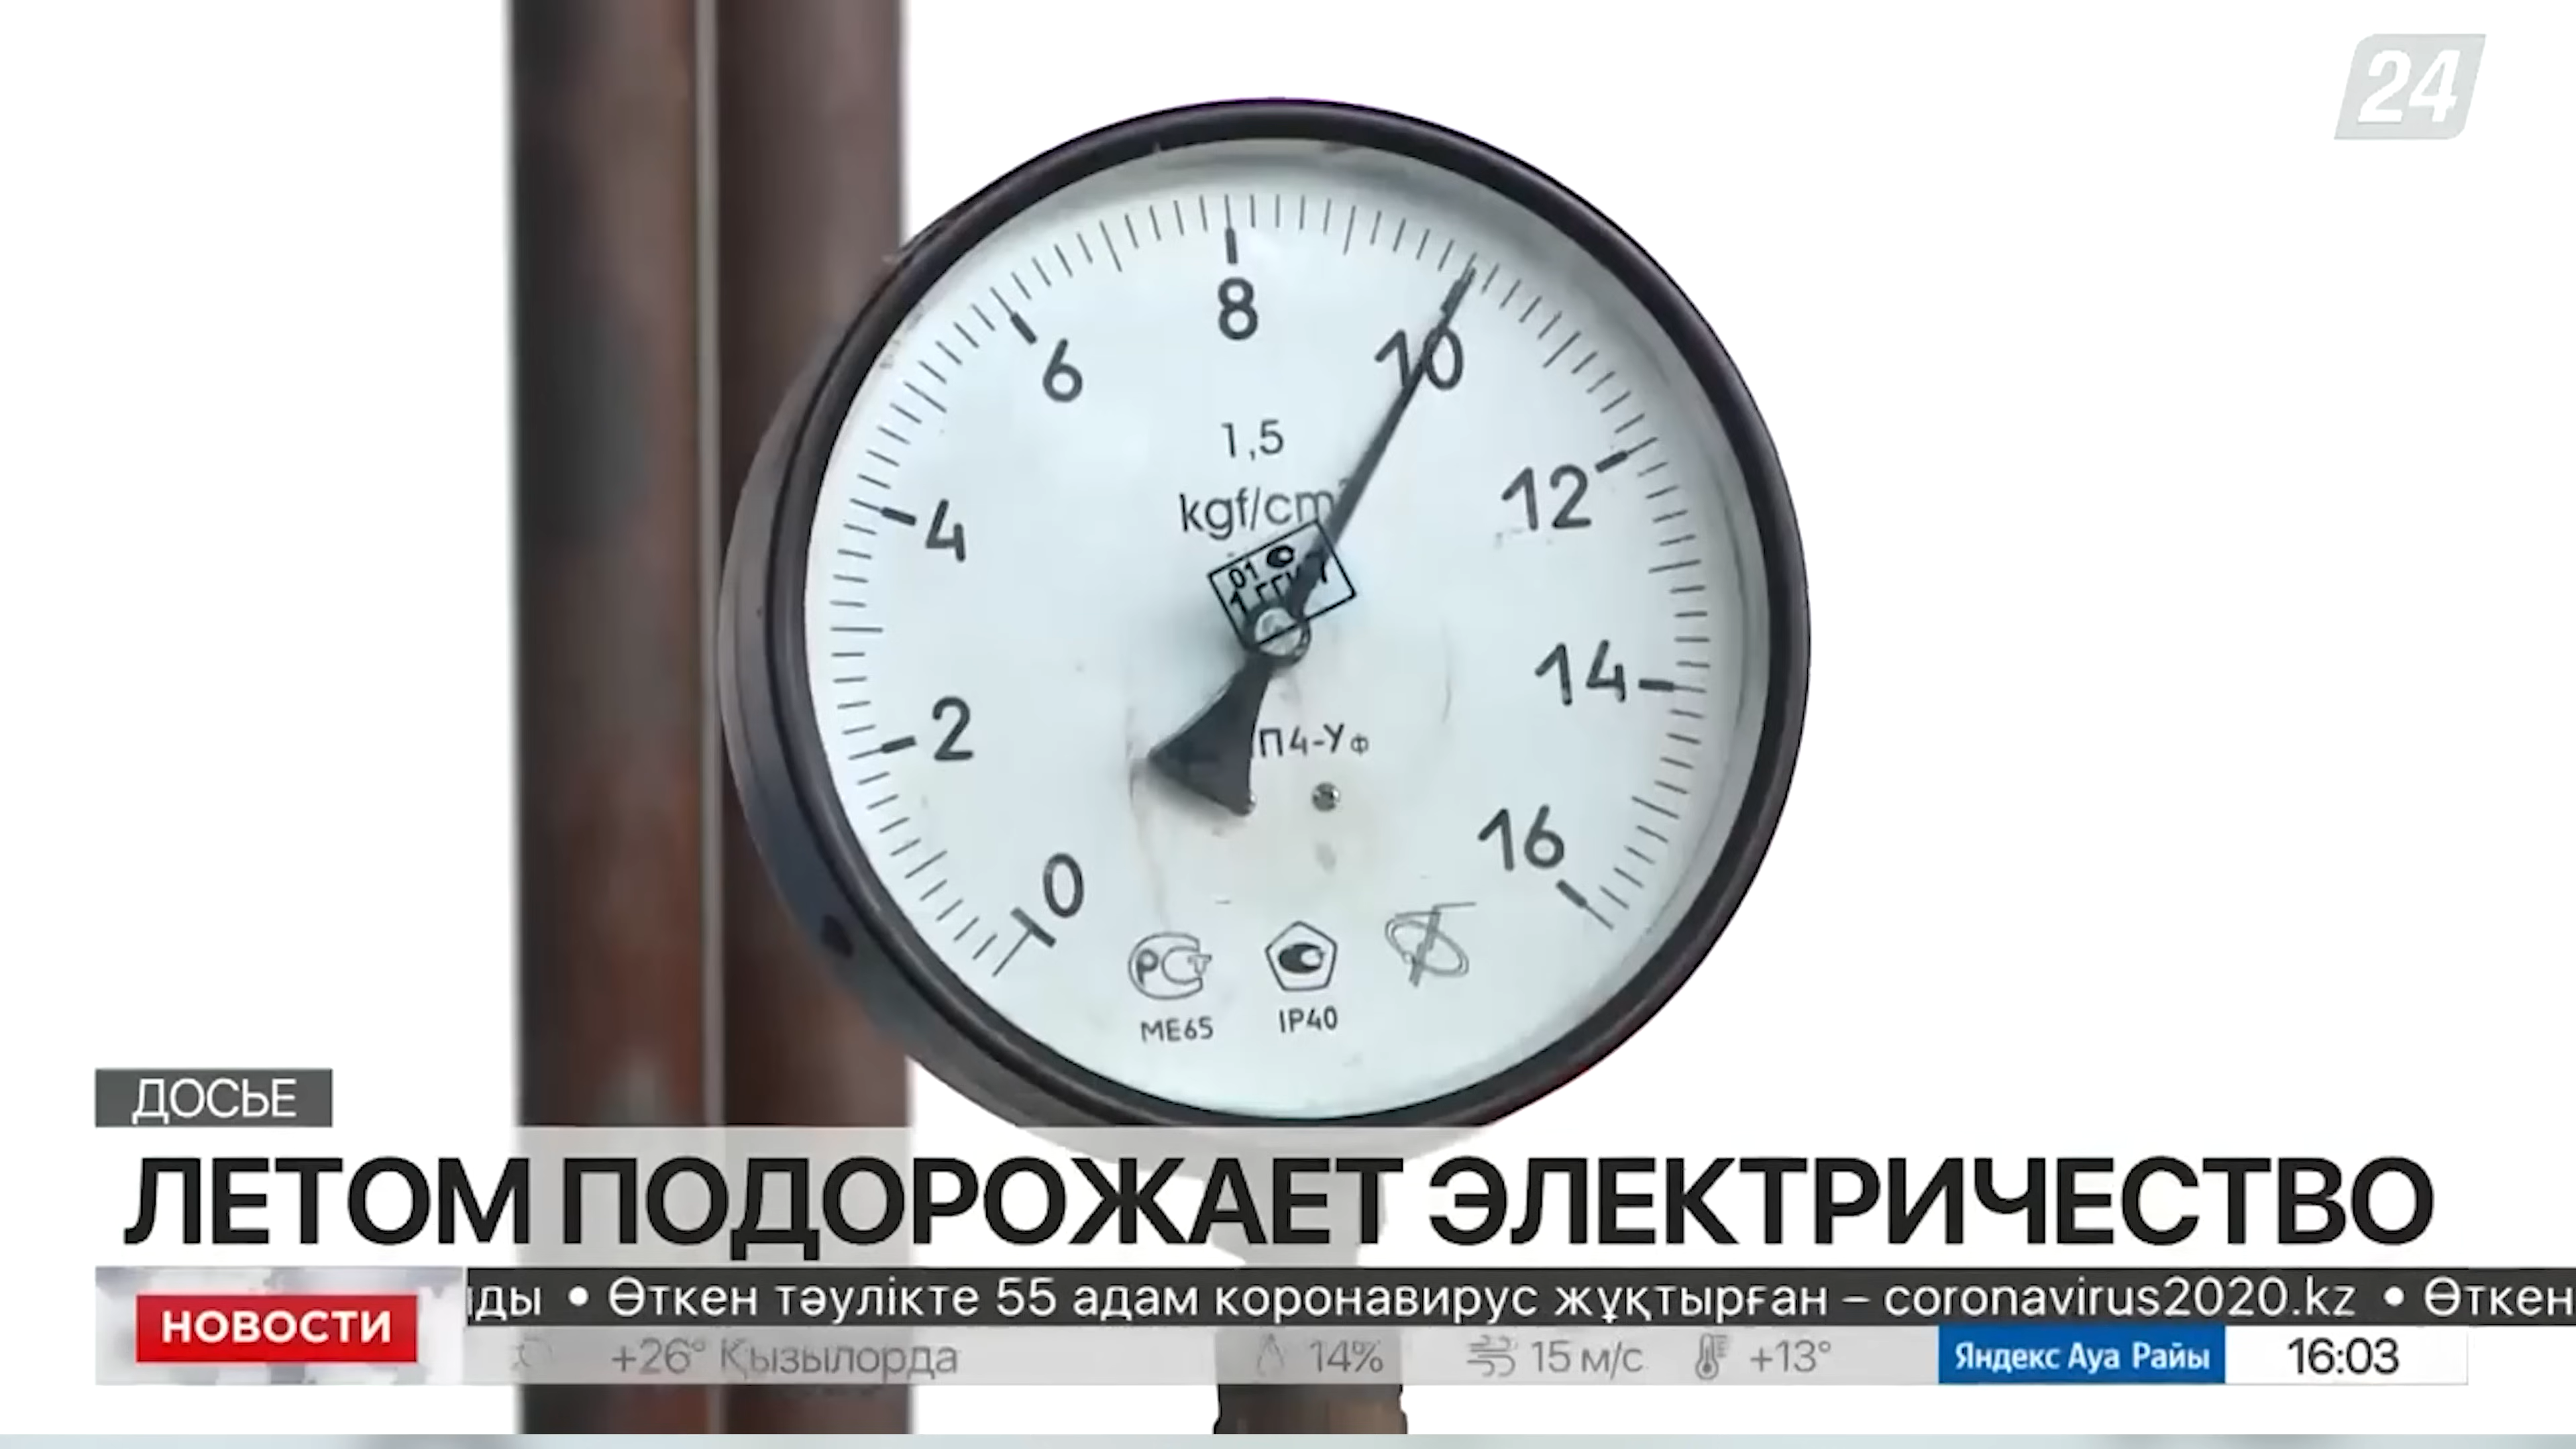 24
8
6
10
1,5
kgf/cm
12
4
01
14
2
П4-Уф
16
0
РСТ
МЕ65
IP40
ДОСЬЕ
ЛЕТОМ ПОДОРОЖАЕТ ЭЛЕКТРИЧЕСТВО
• Өткен тәулікте 55 адам коронавирус жұқтырған – coronavirus2020.kz • Өткен
НОВОСТИ
+26° Қызылорда 14% 15 м/с +13° Яндекс Ауа Райы 16:03